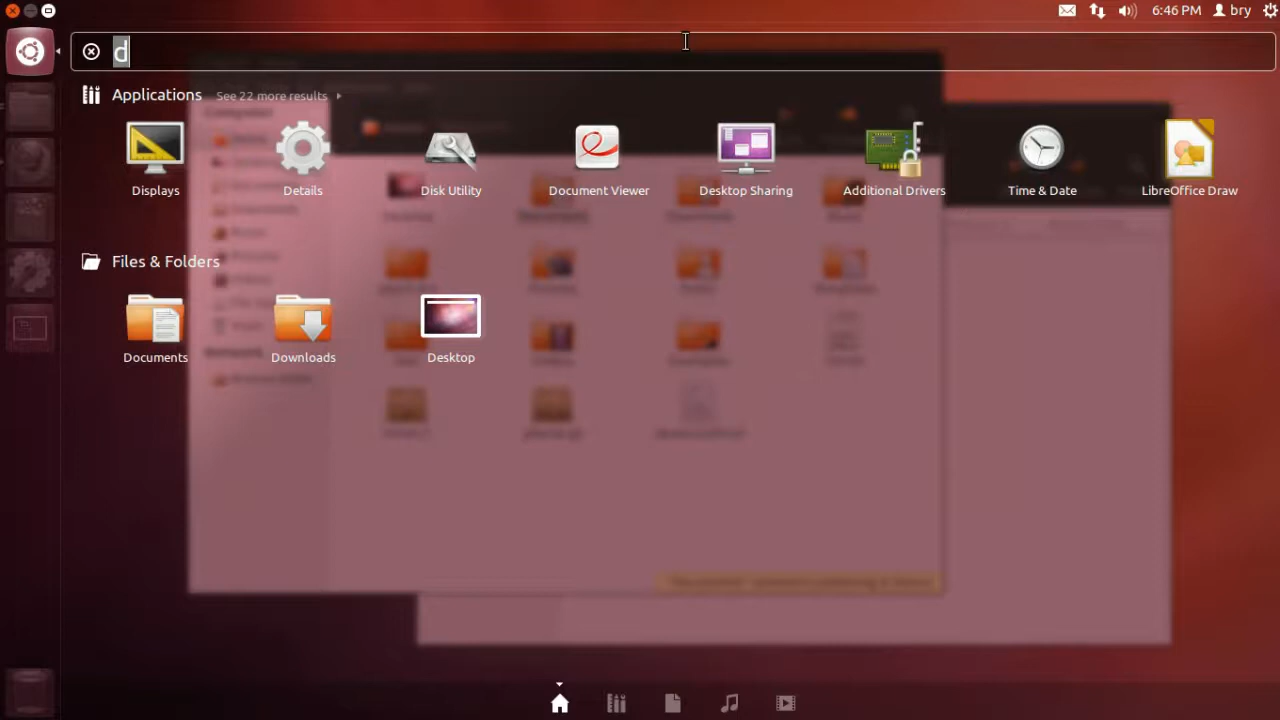 6:46 PM bry
d
Applications See 22 more results
Displays Details Disk Utility Document Viewer Desktop Sharing Additional Drivers Time & Date LibreOffice Draw
Files & Folders
Documents Downloads Desktop